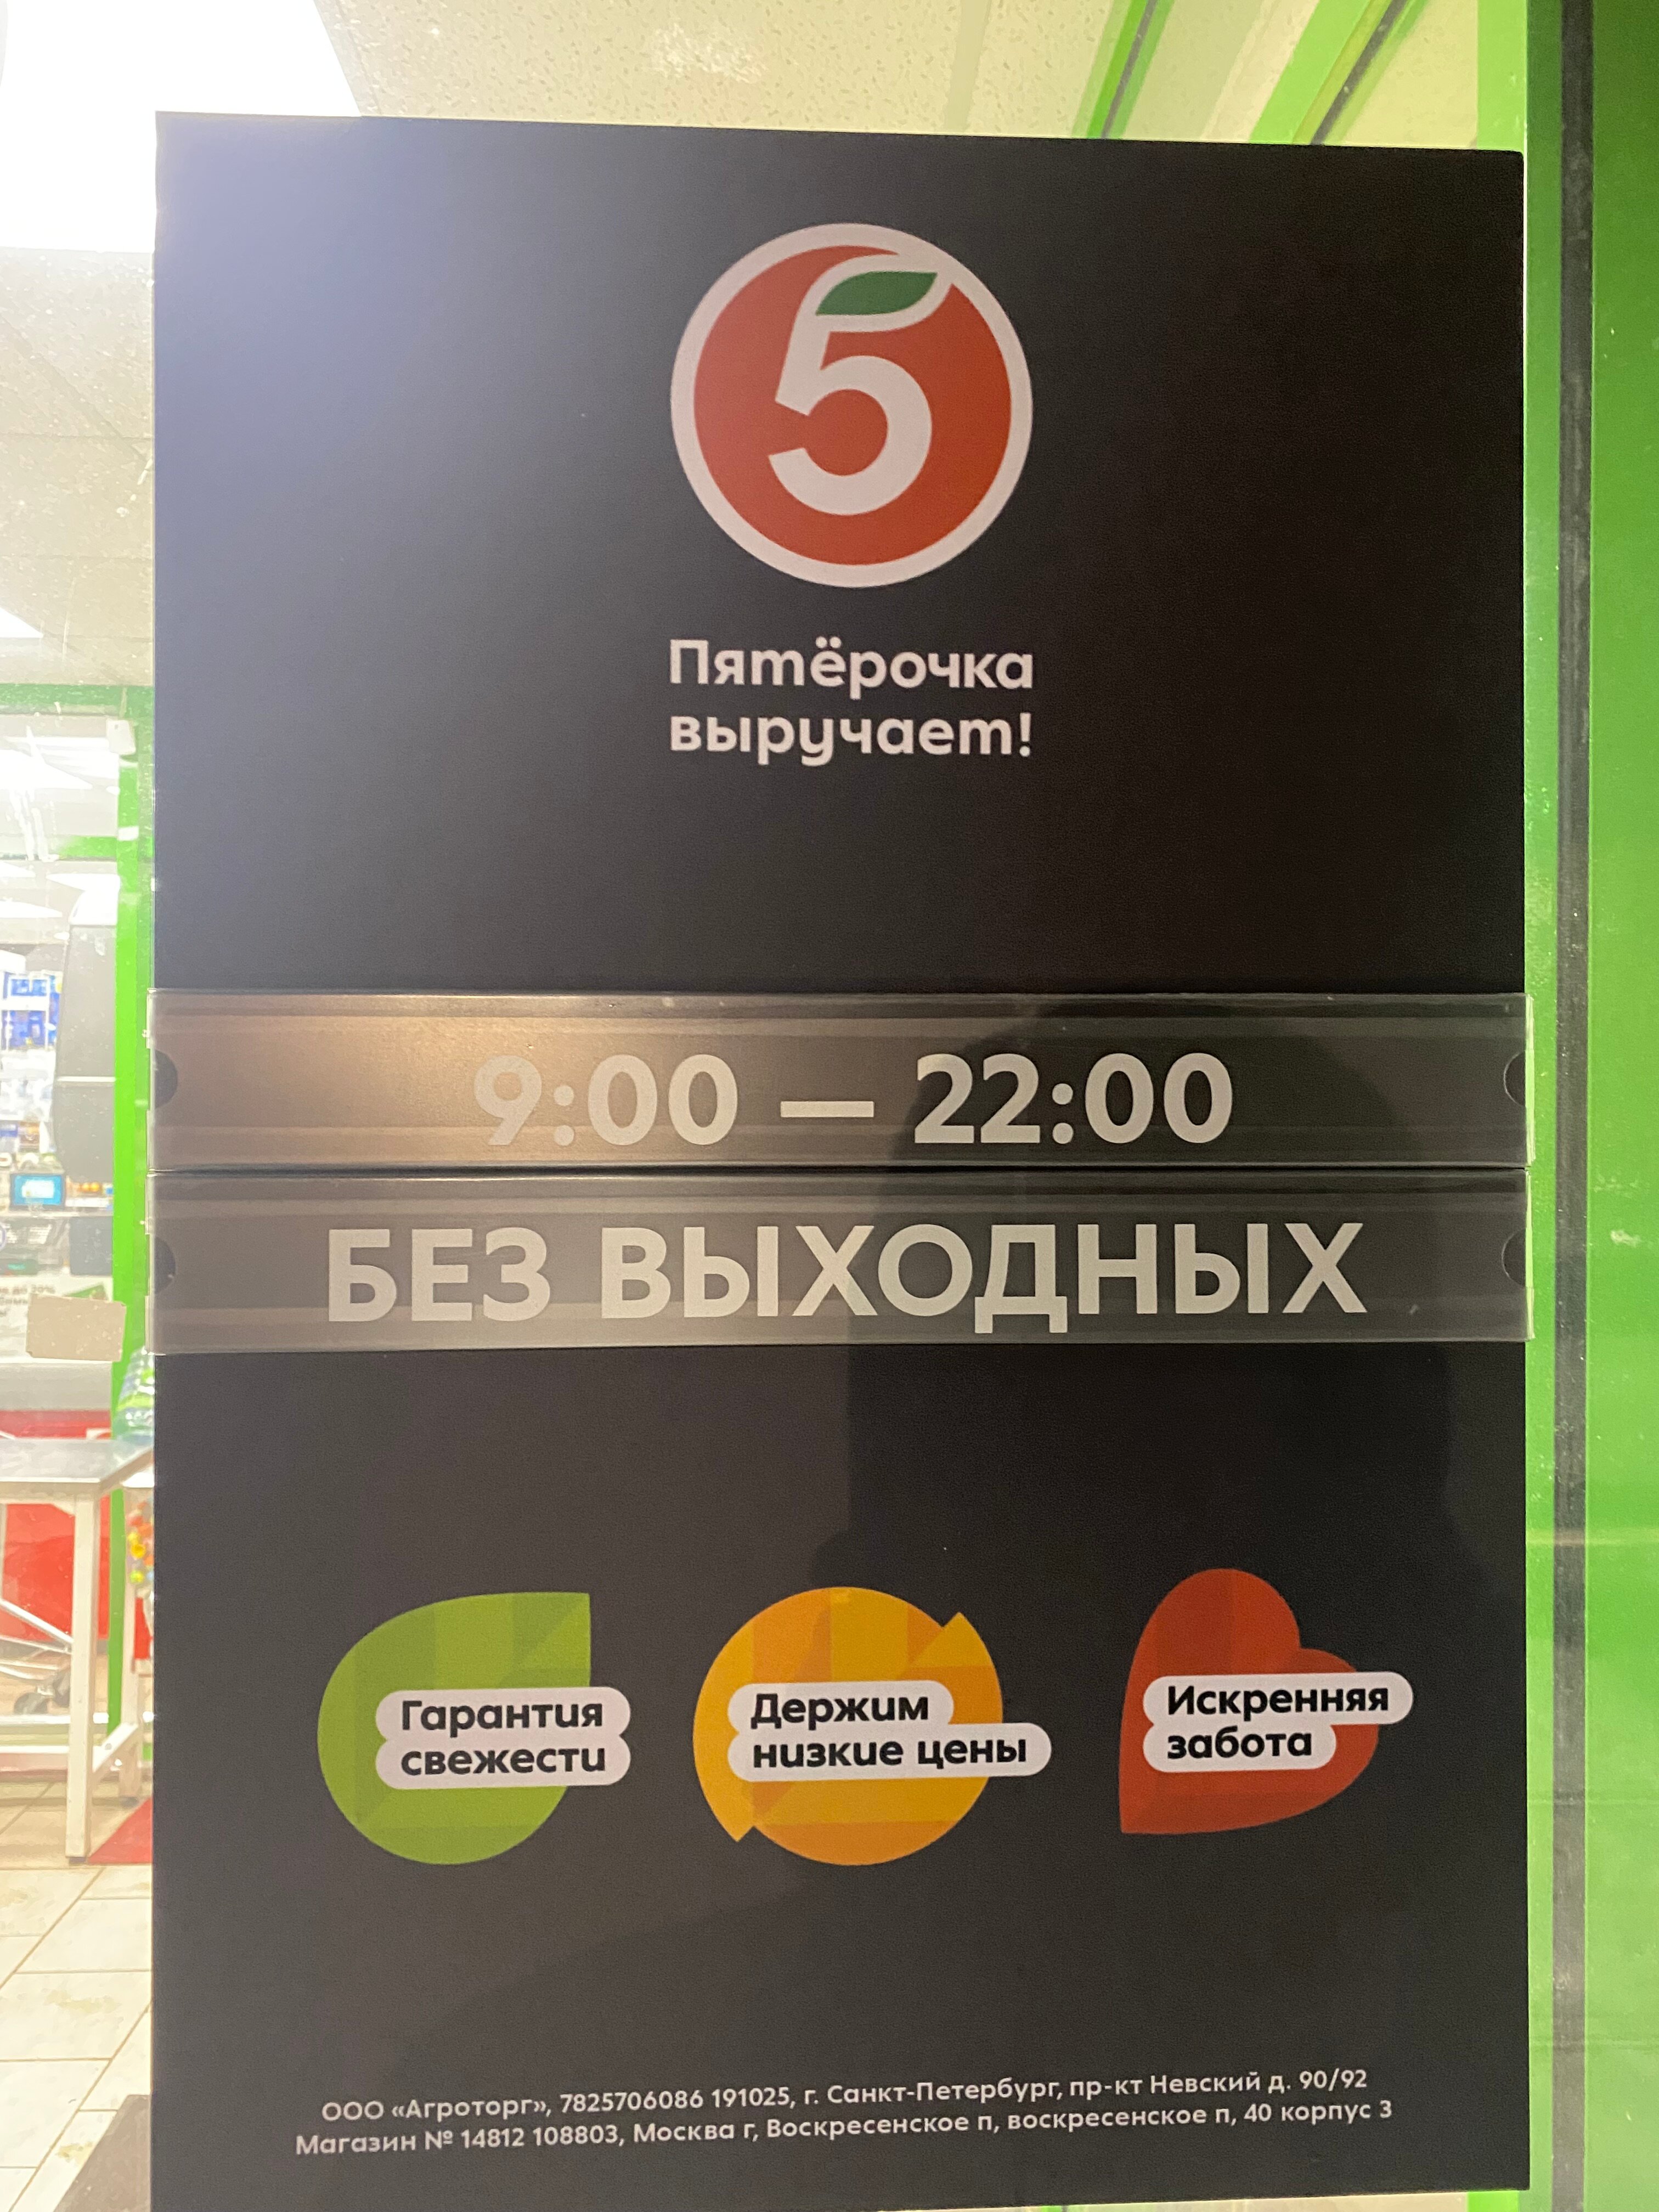 5
Пятёрочка
выручает!
9:00 — 22:00
БЕЗ ВЫХОДНЫХ
Гарантия
свежести
Держим
низкие цены
Искренняя
забота
ООО «Агроторг», 7825706086 191025, г. Санкт-Петербург, пр-кт Невский д. 90/92
Магазин № 14812 108803, Москва г, Воскресенское п, воскресенское п, 40 корпус 3